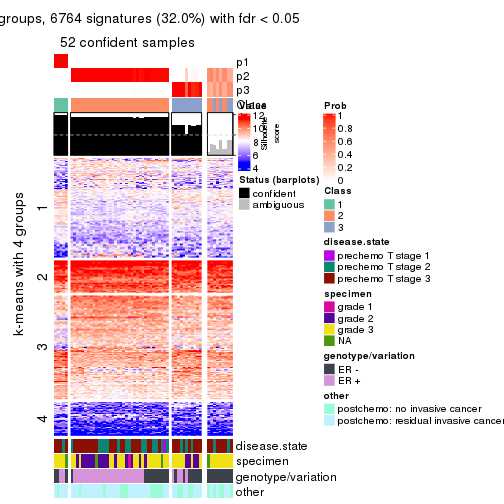 groups, 6764 signatures (32.0%) with fdr < 0.05
52 confident samples
p1
p2
p3
Class
Silhouette score
k-means with 4 groups
1
2
3
4
disease.state
specimen
genotype/variation
other
Value
12
10
8
6
4
Status (barplots)
confident
ambiguous
Prob
1
0.8
0.6
0.4
0.2
0
Class
1
2
3
disease.state
prechemo T stage 1
prechemo T stage 2
prechemo T stage 3
specimen
grade 1
grade 2
grade 3
NA
genotype/variation
ER -
ER +
other
postchemo: no invasive cancer
postchemo: residual invasive cancer